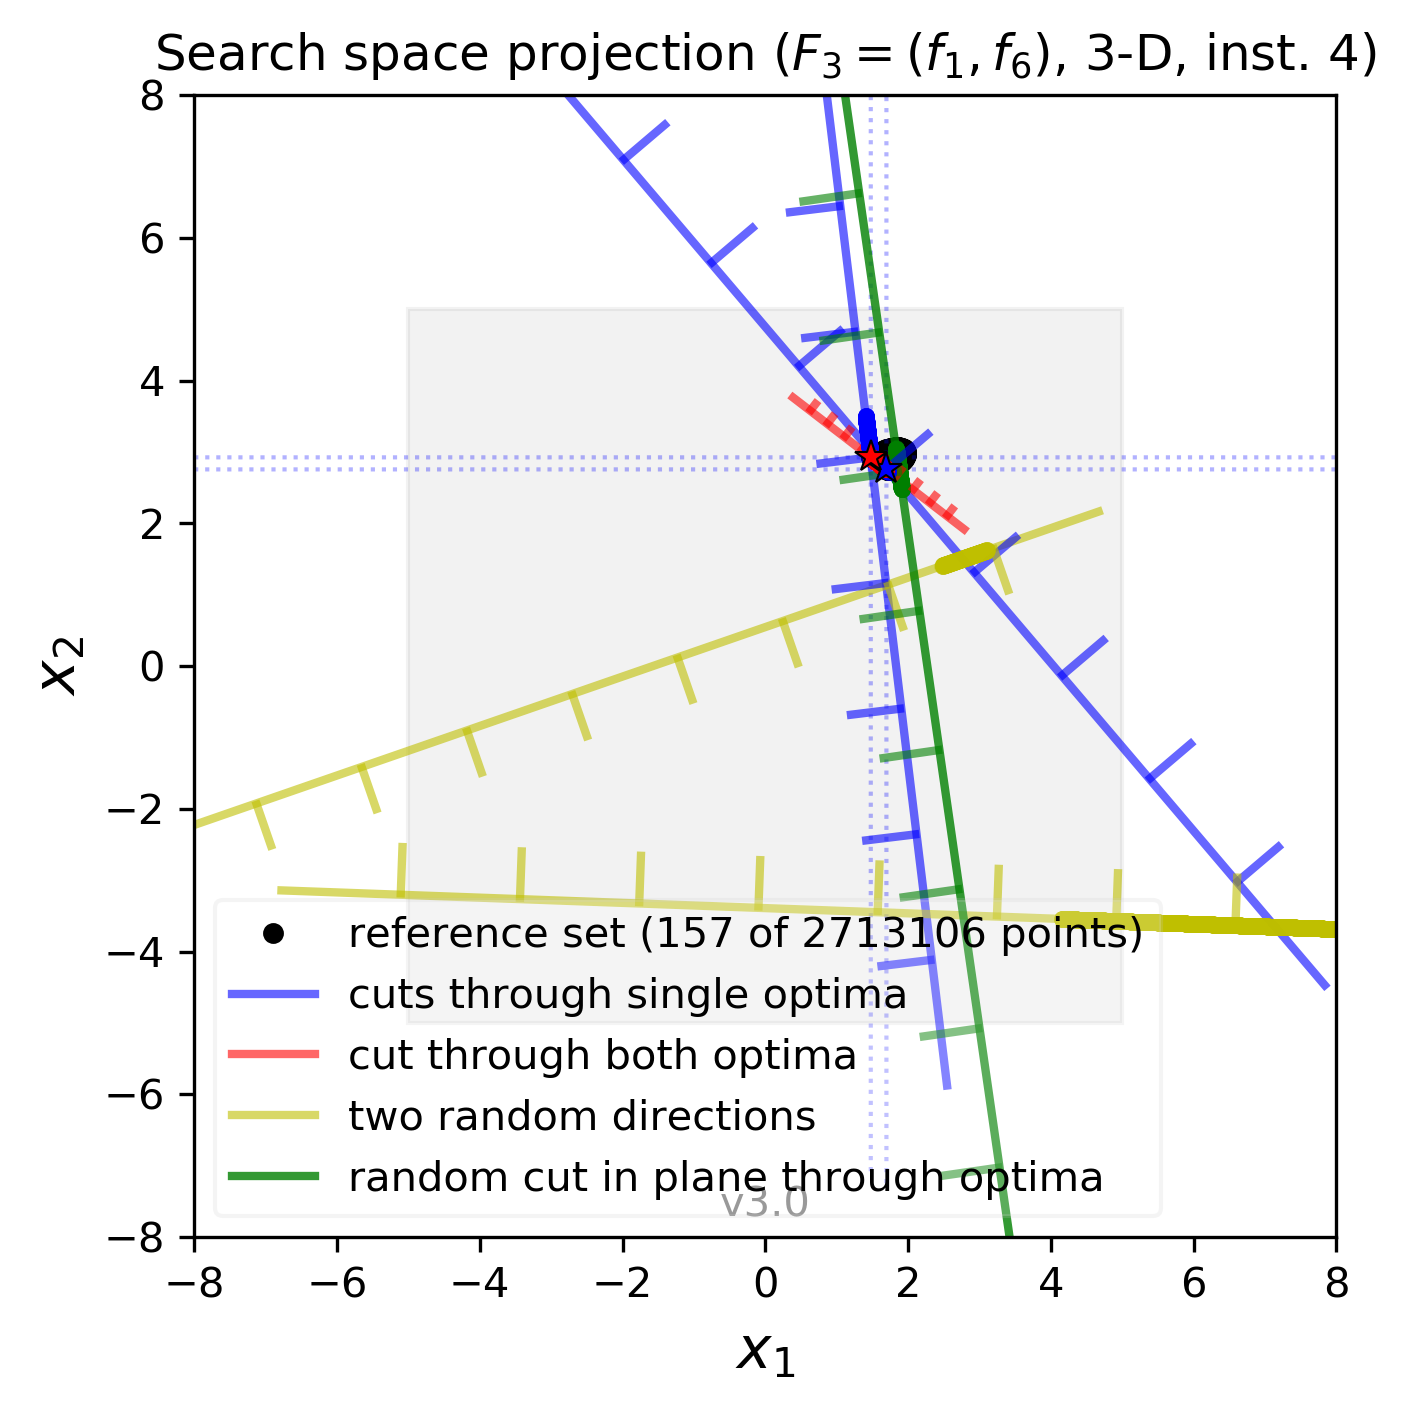 Search space projection (F₃ = (f₁, f₆), 3-D, inst. 4)
8
6
4
2
0
−2
−4
−6
−8
x₂
reference set (157 of 2713106 points)
cuts through single optima
cut through both optima
two random directions
random cut in plane through optima
v3.0
−8 −6 −4 −2 0 2 4 6 8
x₁